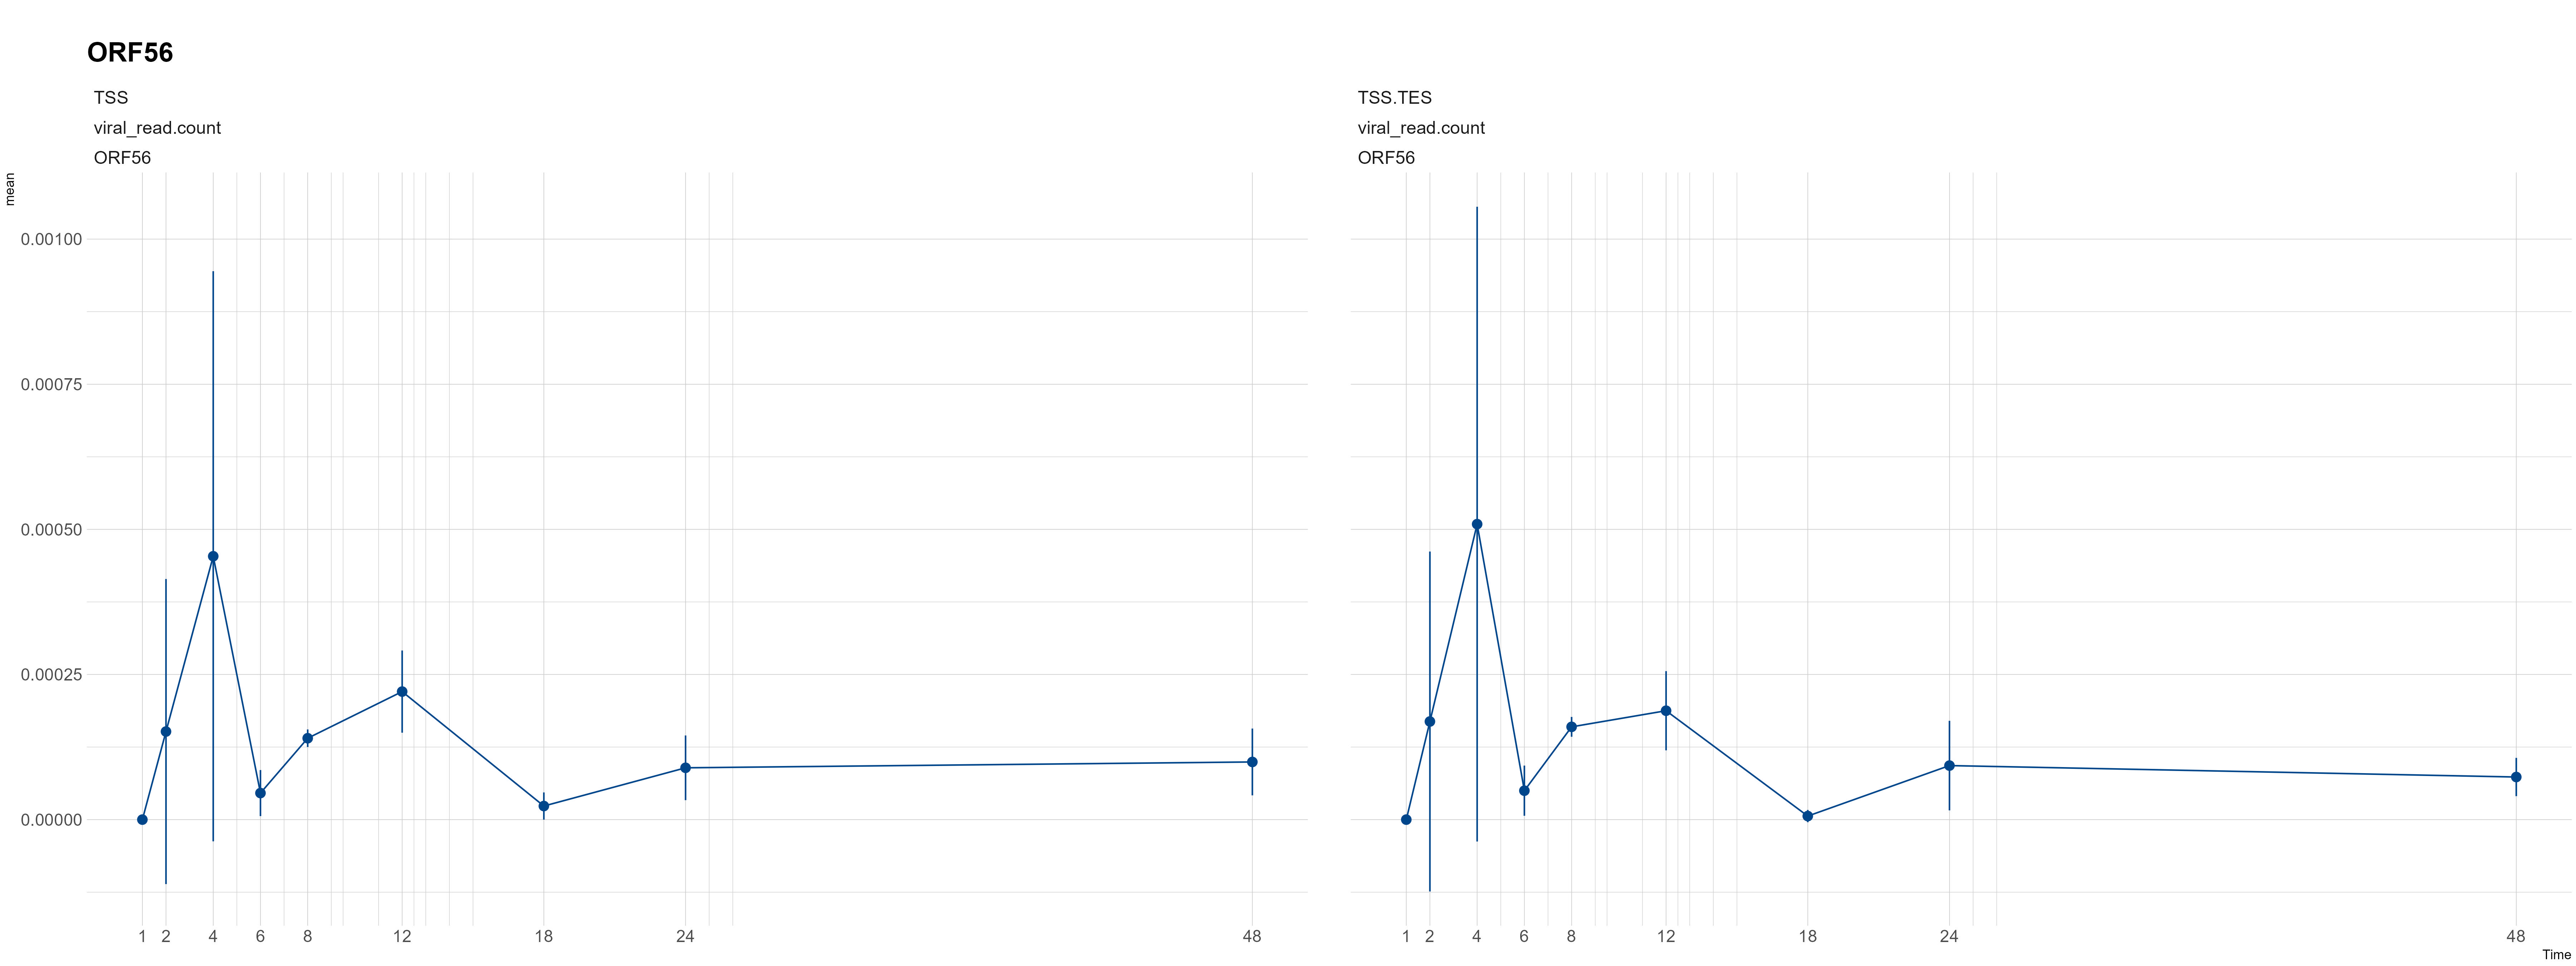 ORF56
TSS
viral_read.count
ORF56
TSS.TES
viral_read.count
ORF56
mean
0.00100
0.00075
0.00050
0.00025
0.00000
1 2 4 6 8 12 18 24 48
1 2 4 6 8 12 18 24 48
Time